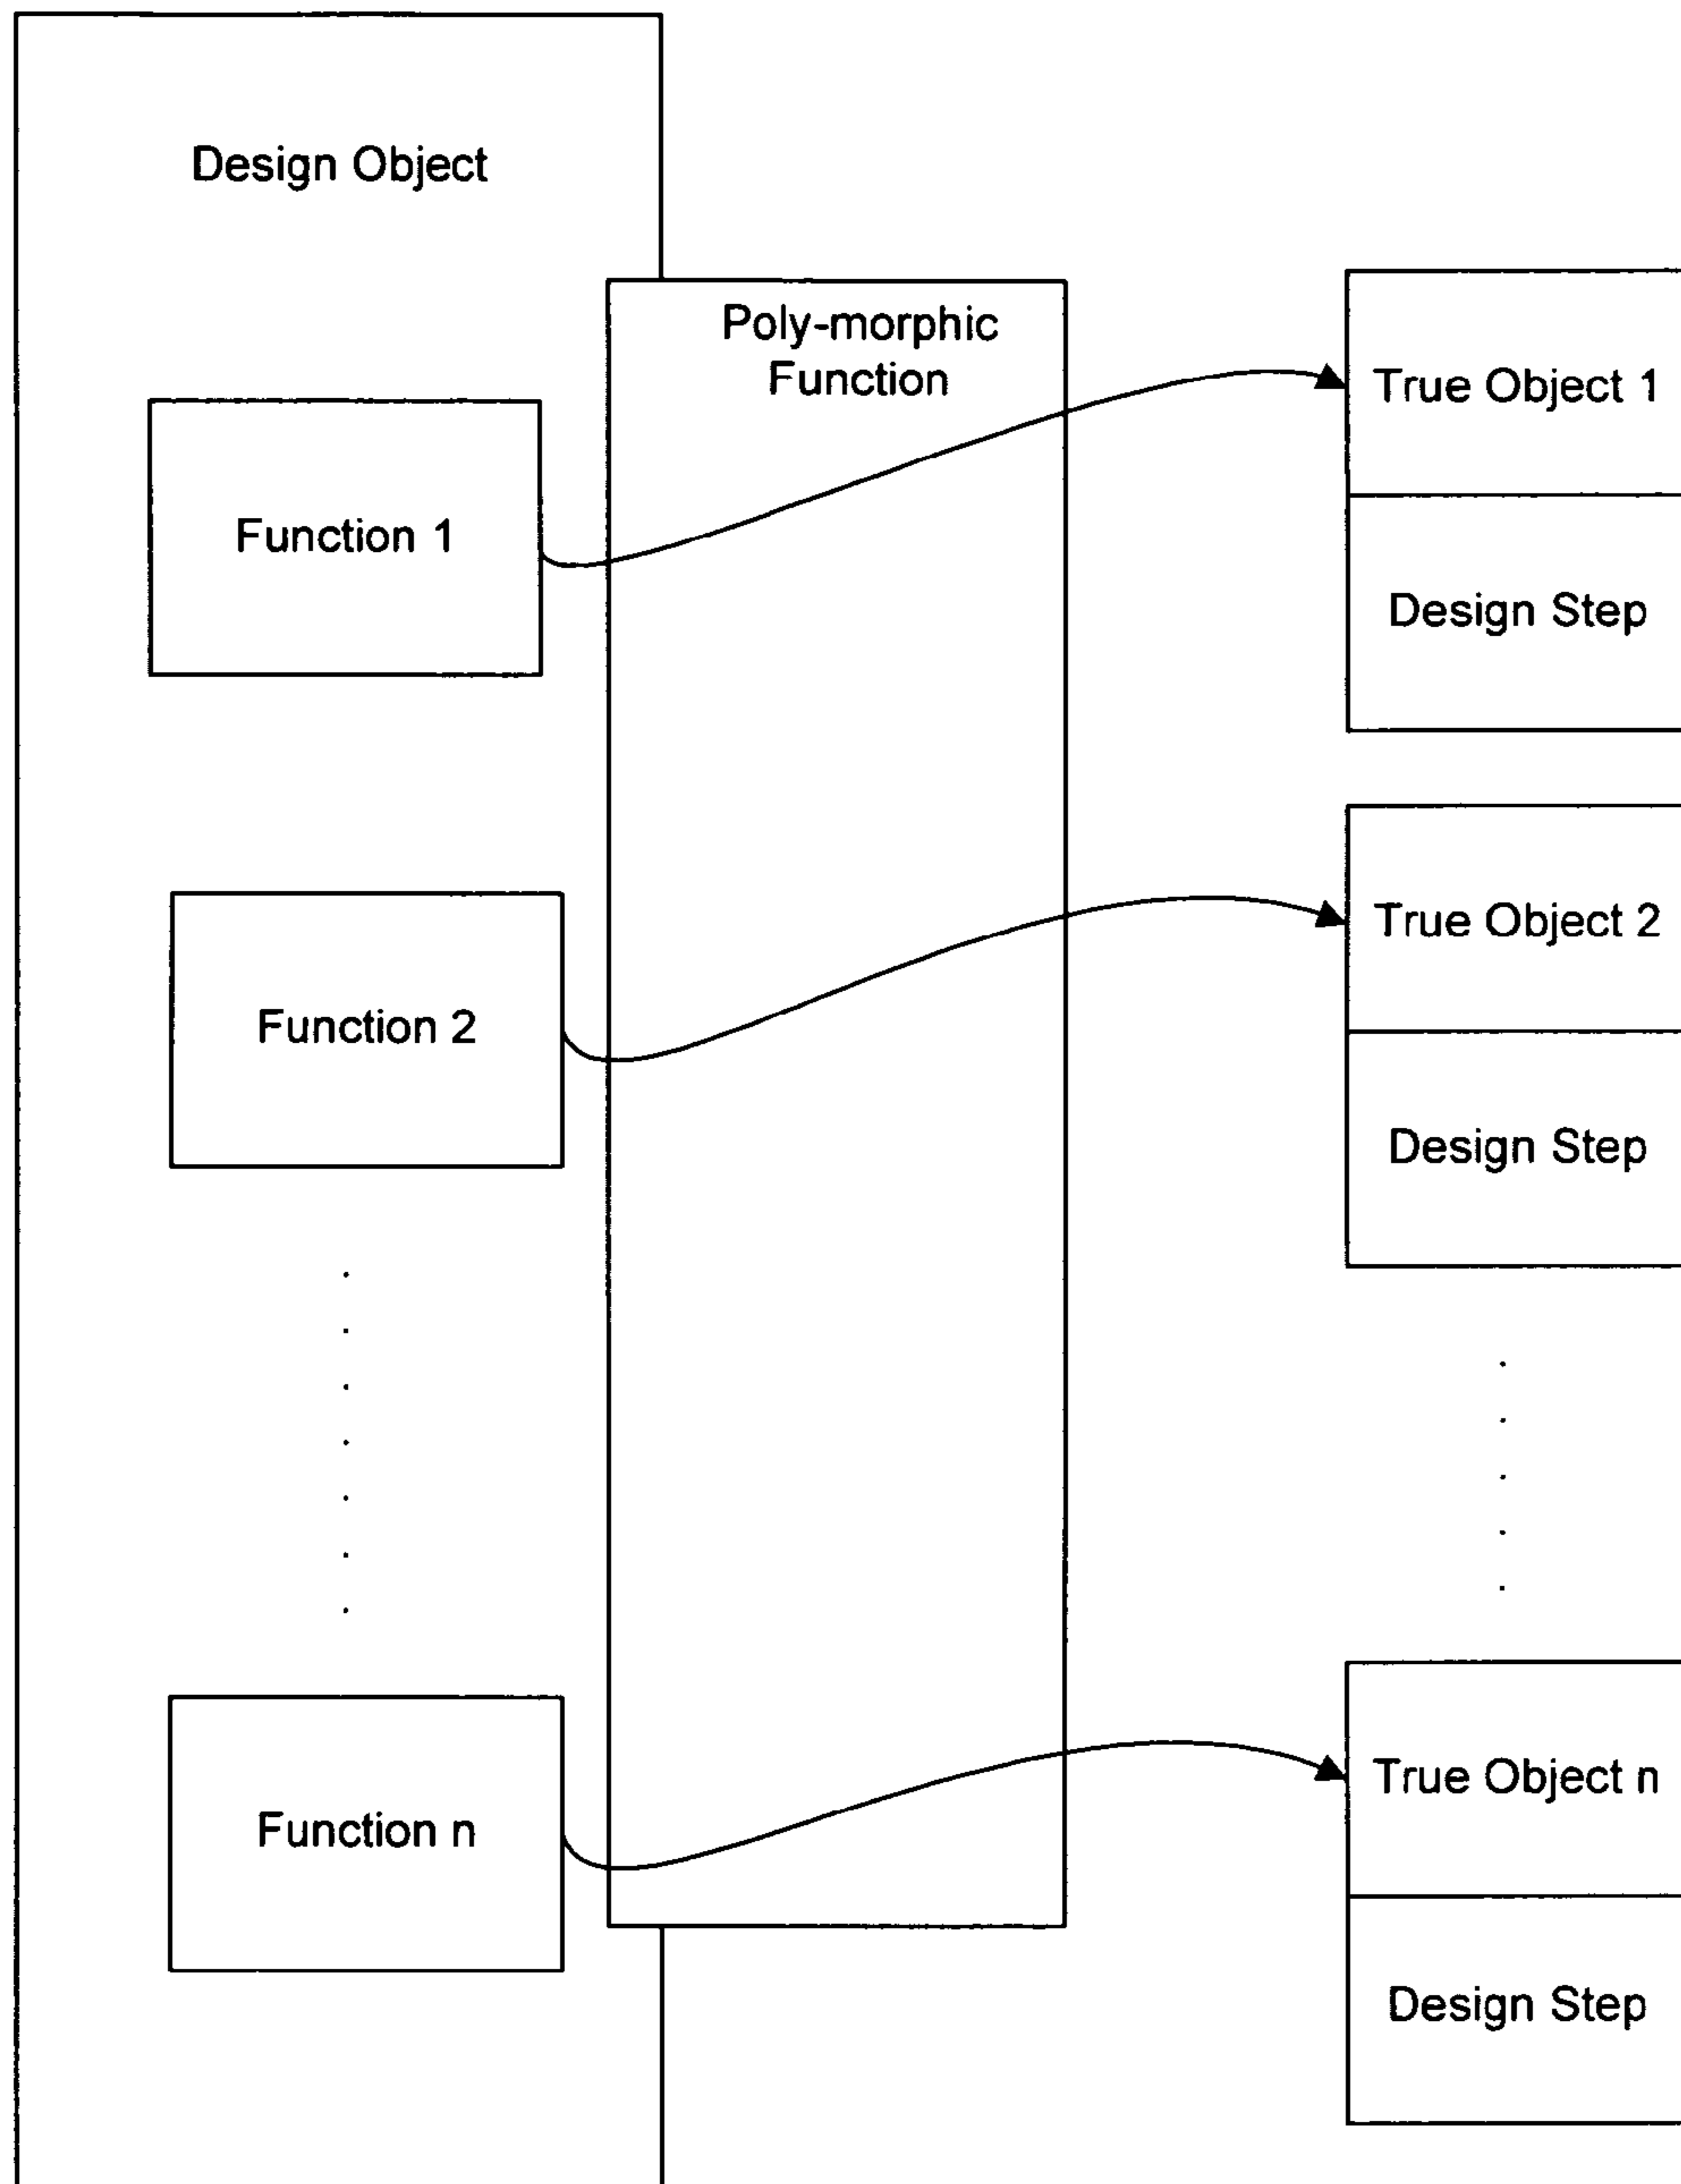 Design Object
Poly-morphic
Function
True Object 1
Function 1
Design Step
True Object 2
Function 2
Design Step
True Object n
Function n
Design Step